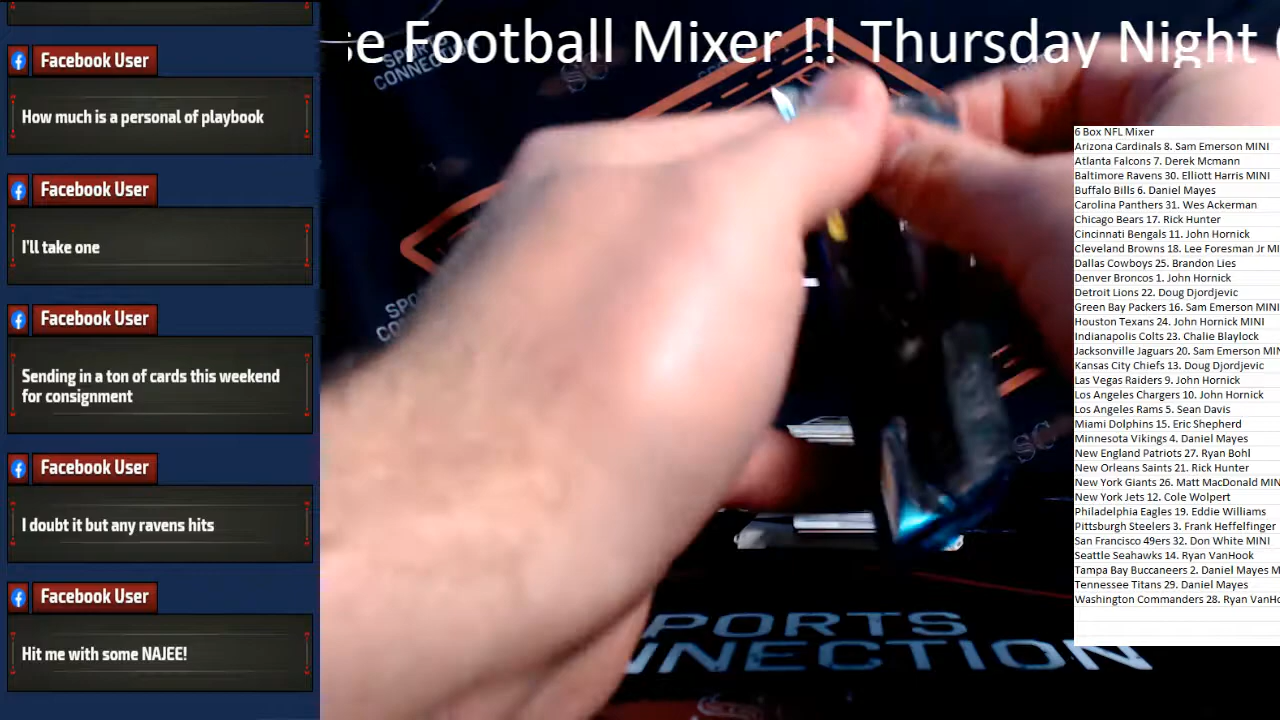 se Football Mixer !! Thursday Night
Facebook User
How much is a personal of playbook
Facebook User
I'll take one
Facebook User
Sending in a ton of cards this weekend
for consignment
Facebook User
I doubt it but any ravens hits
Facebook User
Hit me with some NAJEE!
SPORTS
CONNECTION
SC
SPO
CONN
SC
PORTS
NNECTION
6 Box NFL Mixer
Arizona Cardinals 8. Sam Emerson MINI
Atlanta Falcons 7. Derek Mcmann
Baltimore Ravens 30. Elliott Harris MINI
Buffalo Bills 6. Daniel Mayes
Carolina Panthers 31. Wes Ackerman
Chicago Bears 17. Rick Hunter
Cincinnati Bengals 11. John Hornick
Cleveland Browns 18. Lee Foresman Jr MI
Dallas Cowboys 25. Brandon Lies
Denver Broncos 1. John Hornick
Detroit Lions 22. Doug Djordjevic
Green Bay Packers 16. Sam Emerson MINI
Houston Texans 24. John Hornick MINI
Indianapolis Colts 23. Chalie Blaylock
Jacksonville Jaguars 20. Sam Emerson MIN
Kansas City Chiefs 13. Doug Djordjevic
Las Vegas Raiders 9. John Hornick
Los Angeles Chargers 10. John Hornick
Los Angeles Rams 5. Sean Davis
Miami Dolphins 15. Eric Shepherd
Minnesota Vikings 4. Daniel Mayes
New England Patriots 27. Ryan Bohl
New Orleans Saints 21. Rick Hunter
New York Giants 26. Matt MacDonald MIN
New York Jets 12. Cole Wolpert
Philadelphia Eagles 19. Eddie Williams
Pittsburgh Steelers 3. Frank Heffelfinger
San Francisco 49ers 32. Don White MINI
Seattle Seahawks 14. Ryan VanHook
Tampa Bay Buccaneers 2. Daniel Mayes M
Tennessee Titans 29. Daniel Mayes
Washington Commanders 28. Ryan VanHo